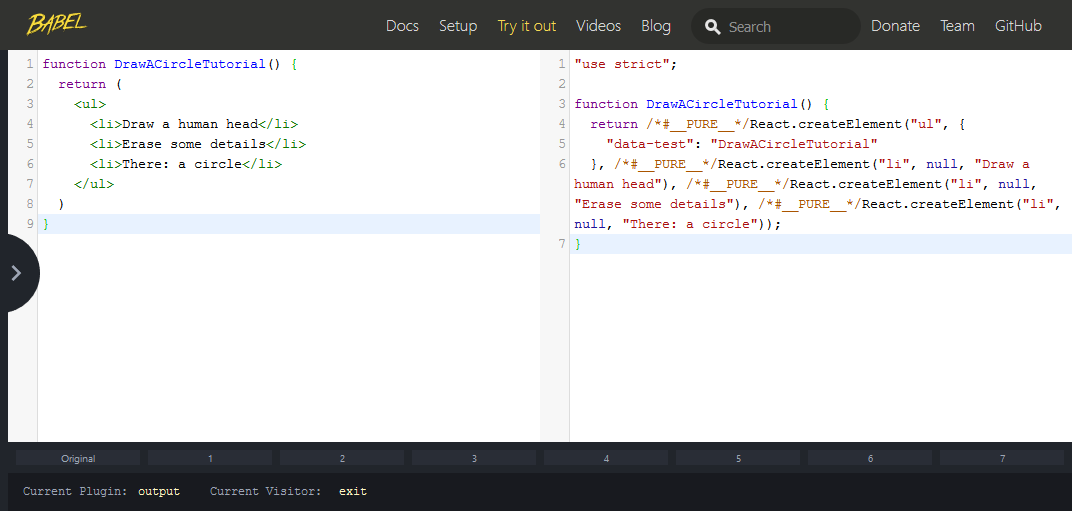 BABEL Docs Setup Try it out Videos Blog Search Donate Team GitHub
1 function DrawACircleTutorial() {
2 return (
3 <ul>
4 <li>Draw a human head</li>
5 <li>Erase some details</li>
6 <li>There: a circle</li>
7 </ul>
8 )
9 }
1 "use strict";
2
3 function DrawACircleTutorial() {
4 return /*#__PURE__*/React.createElement("ul", {
5 "data-test": "DrawACircleTutorial"
6 }, /*#__PURE__*/React.createElement("li", null, "Draw a
human head"), /*#__PURE__*/React.createElement("li", null,
"Erase some details"), /*#__PURE__*/React.createElement("li",
null, "There: a circle"));
7 }
Original 1 2 3 4 5 6 7
Current Plugin: output Current Visitor: exit